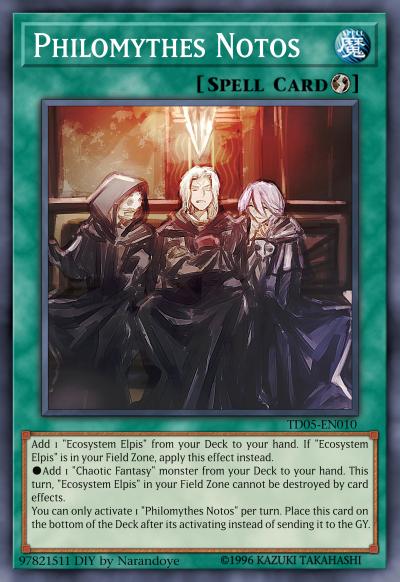 Philomythes Notos
SPELL
魔
[Spell Card]
TD05-EN010
Add 1 "Ecosystem Elpis" from your Deck to your hand. If "Ecosystem
Elpis" is in your Field Zone, apply this effect instead.
●Add 1 "Chaotic Fantasy" monster from your Deck to your hand. This
turn, "Ecosystem Elpis" in your Field Zone cannot be destroyed by card
effects.
You can only activate 1 "Philomythes Notos" per turn. Place this card on
the bottom of the Deck after its activating instead of sending it to the GY.
97821511 DIY by Narandoye
©1996 KAZUKI TAKAHASHI